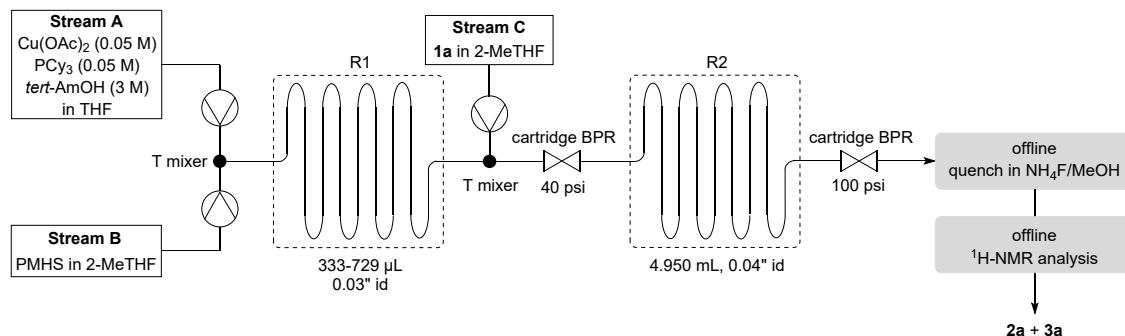 Stream A
Cu(OAc)₂ (0.05 M)
PCy₃ (0.05 M)
tert-AmOH (3 M)
in THF
T mixer
Stream B
PMHS in 2-MeTHF
R1
333-729 µL
0.03" id
Stream C
1a in 2-MeTHF
T mixer
cartridge BPR
40 psi
R2
4.950 mL, 0.04" id
cartridge BPR
100 psi
offline
quench in NH₄F/MeOH
offline
¹H-NMR analysis
2a + 3a